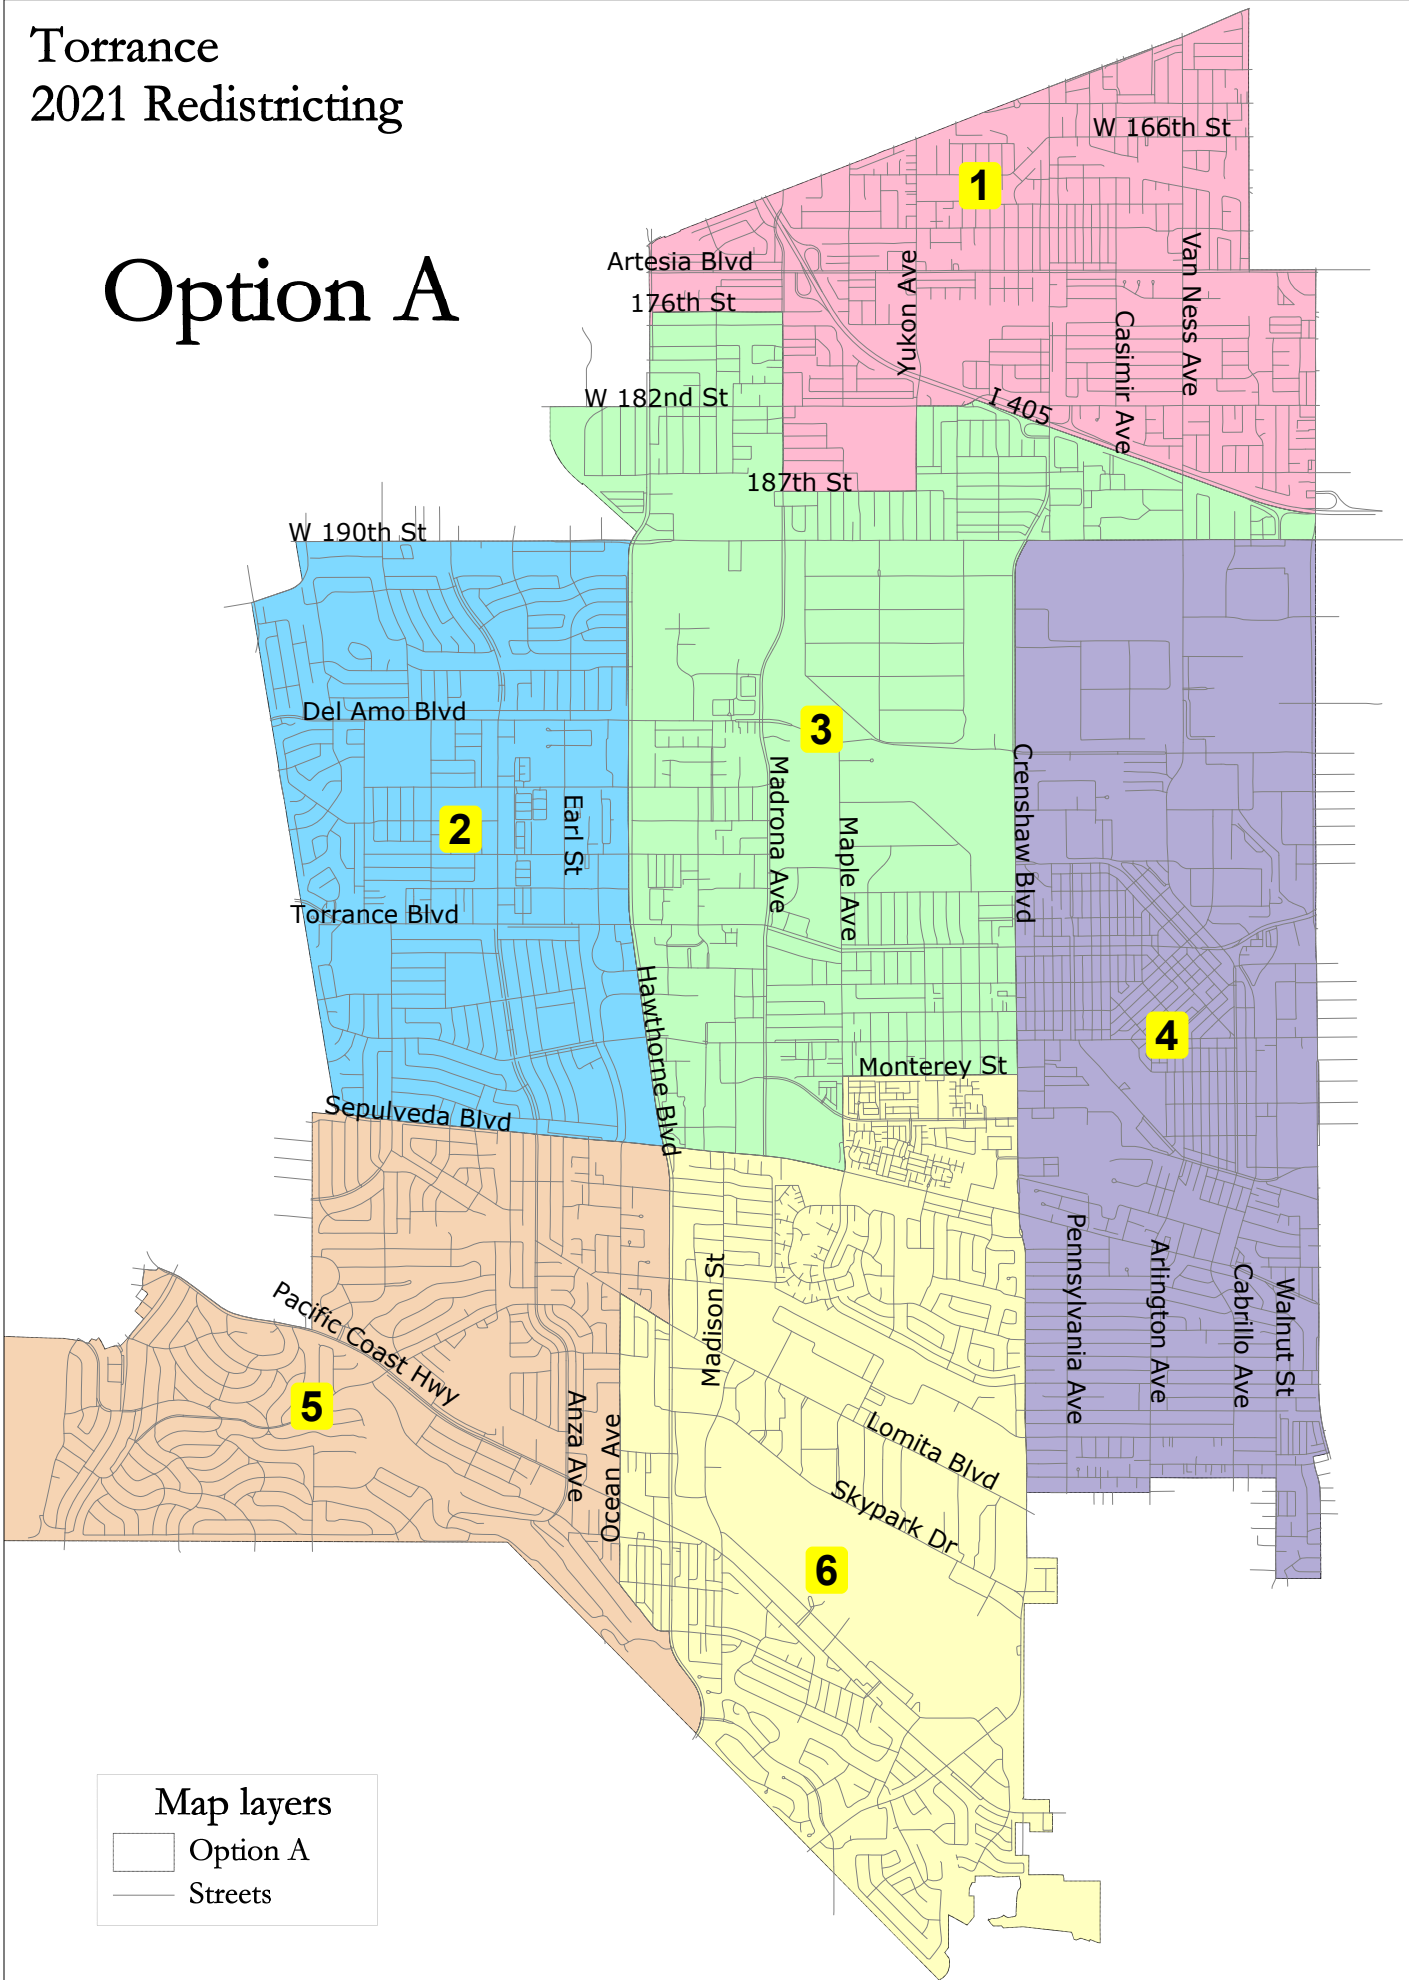 Torrance
2021 Redistricting
Option A
W 166th St
1
Artesia Blvd
Yukon Ave
Van Ness Ave
176th St
Casimir Ave
W 182nd St
I 405
187th St
W 190th St
Del Amo Blvd
3
Madrona Ave
Crenshaw Blvd
2
Earl St
Maple Ave
Torrance Blvd
Hawthorne Blvd
4
Monterey St
Sepulveda Blvd
Pennsylvania Ave
Arlington Ave
Madison St
Cabrillo Ave
Walnut St
Pacific Coast Hwy
5
Anza Ave
Ocean Ave
Lomita Blvd
Skypark Dr
6
Map layers
Option A
Streets